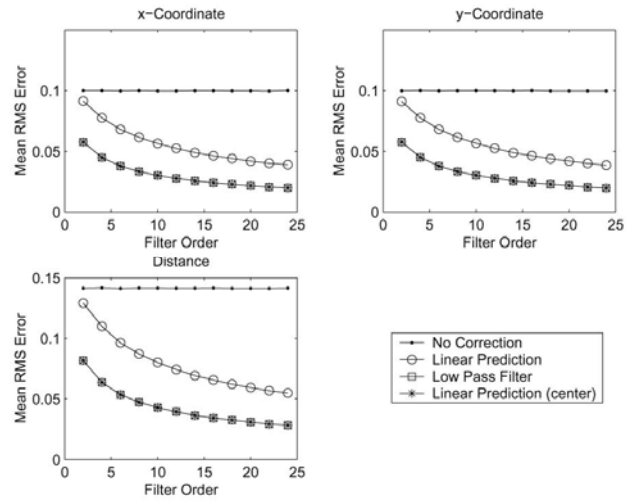 x-Coordinate
Mean RMS Error
0.1
0.05
0
0 5 10 15 20 25
Filter Order
y-Coordinate
Mean RMS Error
0.1
0.05
0
0 5 10 15 20 25
Filter Order
Distance
Mean RMS Error
0.15
0.1
0.05
0
0 5 10 15 20 25
Filter Order
No Correction
Linear Prediction
Low Pass Filter
Linear Prediction (center)